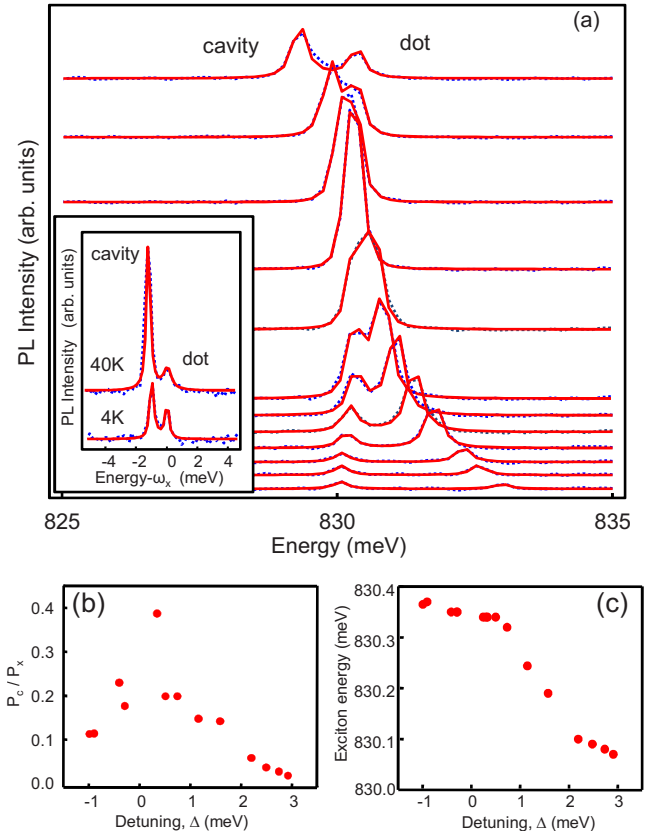 (a)
cavity
dot
PL Intensity (arb. units)
PL Intensity (arb. units)
cavity
40K
dot
4K
-4 -2 0 2 4
Energy-ωx (meV)
825 830 835
Energy (meV)
(b)
P_c / P_x
0.4
0.3
0.2
0.1
0.0
-1 0 1 2 3
Detuning, Δ (meV)
(c)
Exciton energy (meV)
830.4
830.3
830.2
830.1
830.0
-1 0 1 2 3
Detuning, Δ (meV)